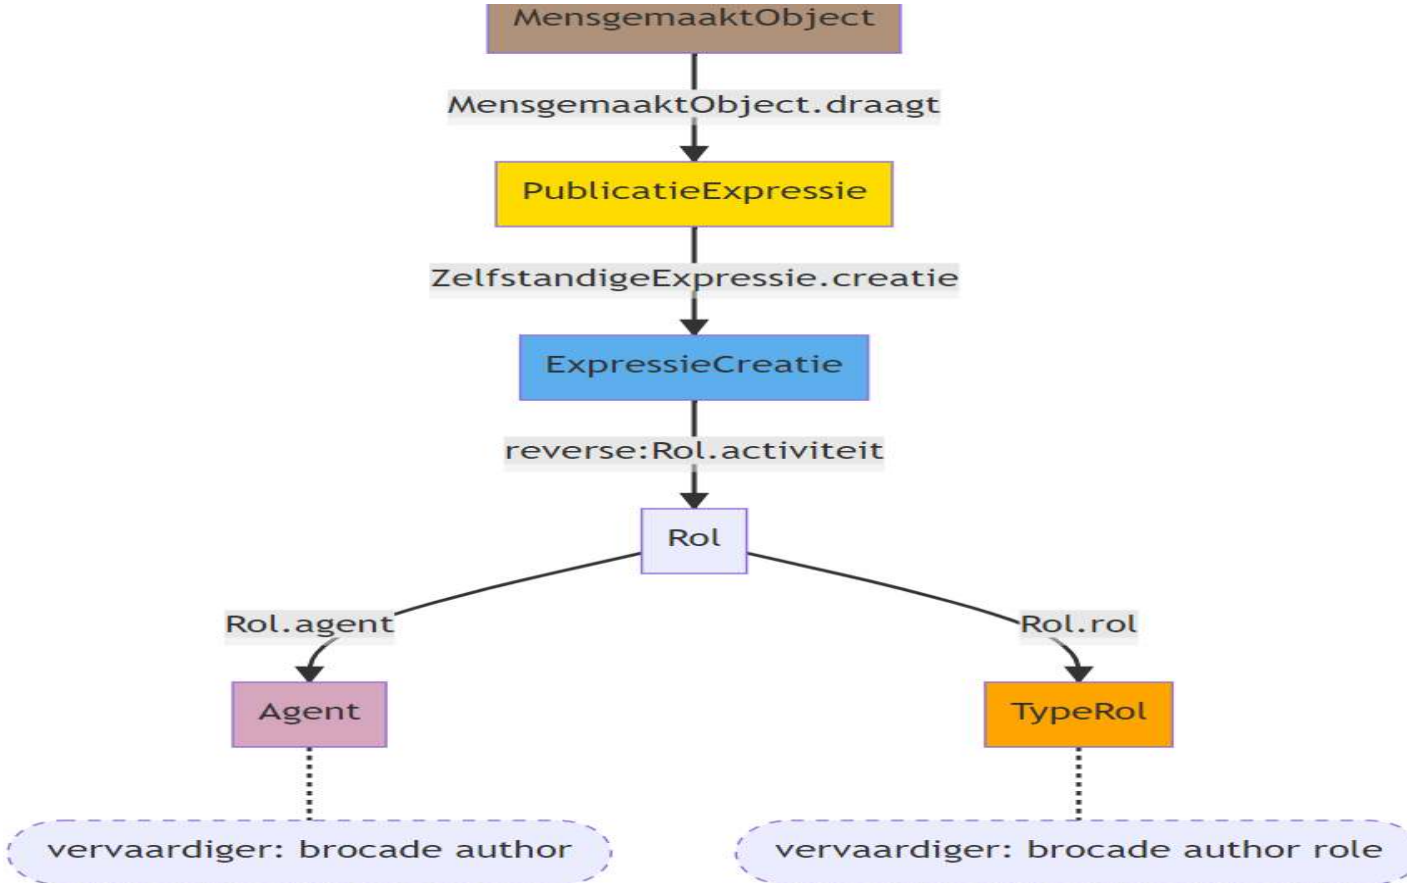 MensgemaaktObject
MensgemaaktObject.draagt
PublicatieExpressie
ZelfstandigeExpressie.creatie
ExpressieCreatie
reverse:Rol.activiteit
Rol
Rol.agent
Rol.rol
Agent
TypeRol
vervaardiger: brocade author
vervaardiger: brocade author role